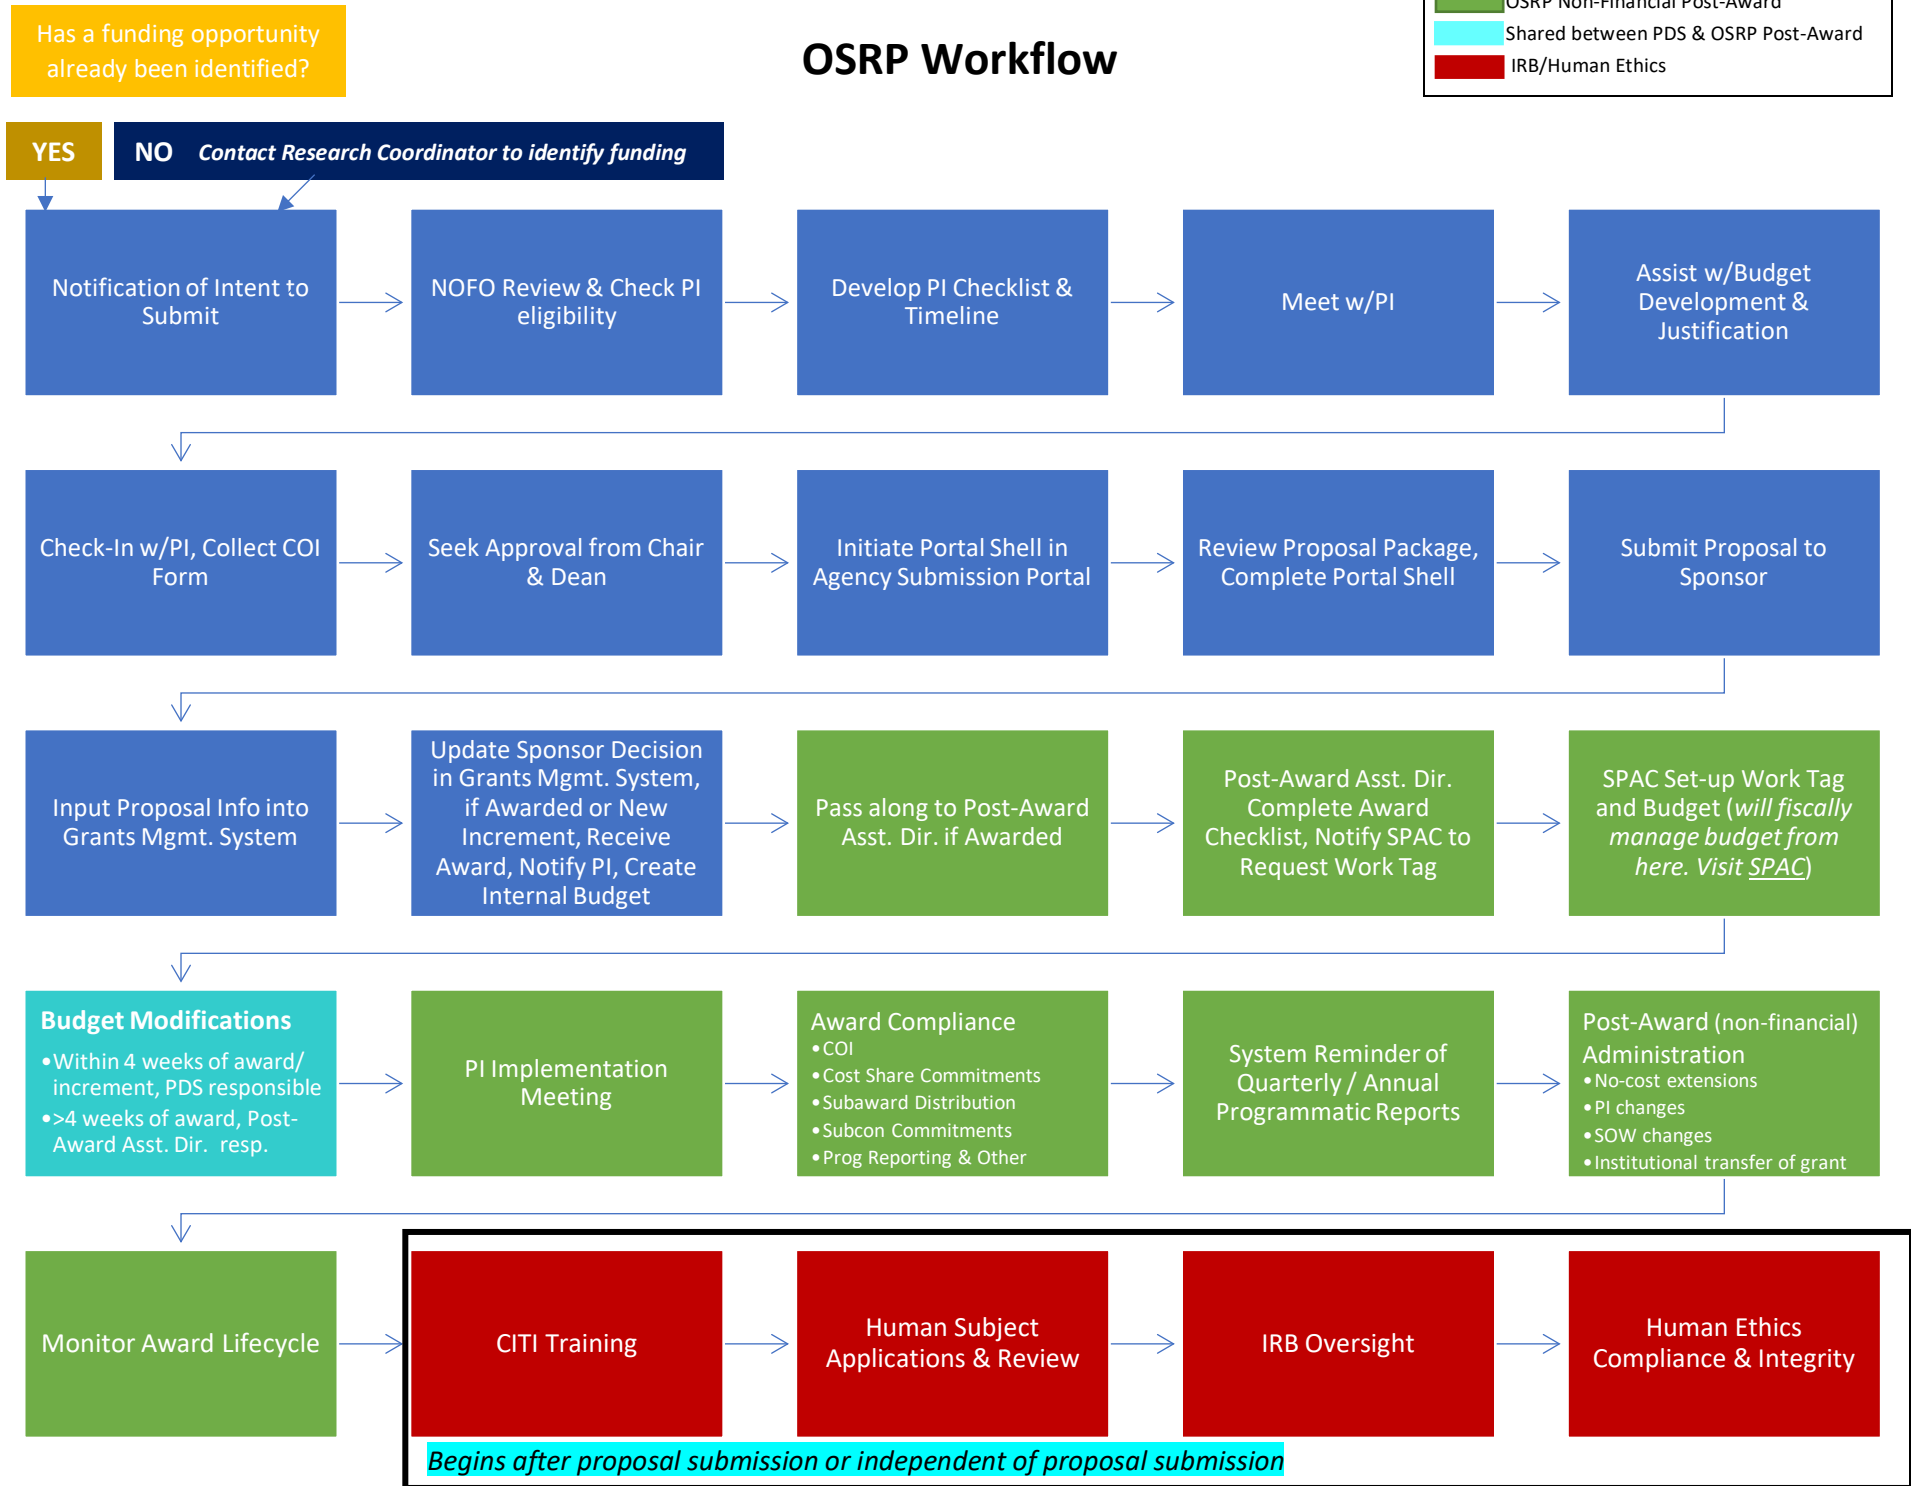 Has a funding opportunity
already been identified?
OSRP Workflow
OSRP Non-Financial Post-Award
Shared between PDS & OSRP Post-Award
IRB/Human Ethics
YES
NO Contact Research Coordinator to identify funding
Notification of Intent to
Submit
NOFO Review & Check PI
eligibility
Develop PI Checklist &
Timeline
Meet w/PI
Assist w/Budget
Development &
Justification
Check-In w/PI, Collect COI
Form
Seek Approval from Chair
& Dean
Initiate Portal Shell in
Agency Submission Portal
Review Proposal Package,
Complete Portal Shell
Submit Proposal to
Sponsor
Input Proposal Info into
Grants Mgmt. System
Update Sponsor Decision
in Grants Mgmt. System,
if Awarded or New
Increment, Receive
Award, Notify PI, Create
Internal Budget
Pass along to Post-Award
Asst. Dir. if Awarded
Post-Award Asst. Dir.
Complete Award
Checklist, Notify SPAC to
Request Work Tag
SPAC Set-up Work Tag
and Budget (will fiscally
manage budget from
here. Visit SPAC)
Budget Modifications
•Within 4 weeks of award/
increment, PDS responsible
•>4 weeks of award, Post-
Award Asst. Dir. resp.
PI Implementation
Meeting
Award Compliance
•COI
•Cost Share Commitments
•Subaward Distribution
•Subcon Commitments
•Prog Reporting & Other
System Reminder of
Quarterly / Annual
Programmatic Reports
Post-Award (non-financial)
Administration
•No-cost extensions
•PI changes
•SOW changes
•Institutional transfer of grant
Monitor Award Lifecycle
CITI Training
Human Subject
Applications & Review
IRB Oversight
Human Ethics
Compliance & Integrity
Begins after proposal submission or independent of proposal submission